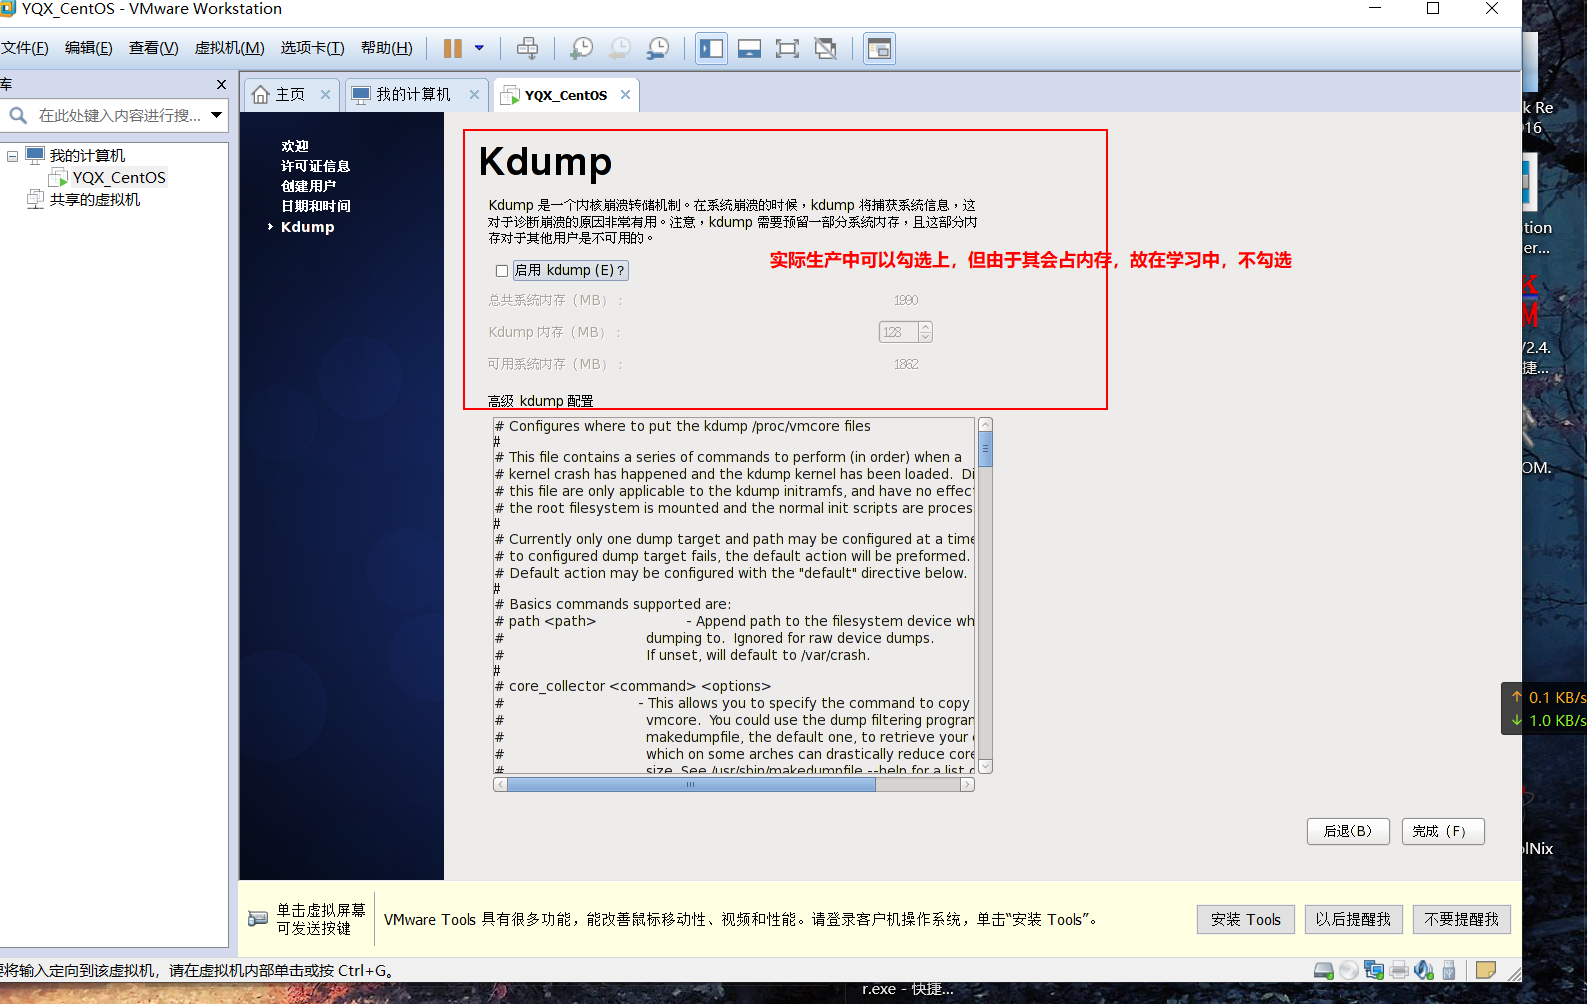 YQX_CentOS - VMware Workstation
文件(F) 编辑(E) 查看(V) 虚拟机(M) 选项卡(T) 帮助(H)
库
在此处键入内容进行搜...
我的计算机
YQX_CentOS
共享的虚拟机
主页
我的计算机
YQX_CentOS
欢迎
许可证信息
创建用户
日期和时间
Kdump
Kdump
Kdump 是一个内核崩溃转储机制。在系统崩溃的时候，kdump 将捕获系统信息，这
对于诊断崩溃的原因非常有用。注意，kdump 需要预留一部分系统内存，且这部分内
存对于其他用户是不可用的。
实际生产中可以勾选上，但由于其会占内存，故在学习中，不勾选
启用 kdump (E)？
总共系统内存（MB）： 1990
Kdump 内存（MB）： 128
可用系统内存（MB）： 1862
高级 kdump 配置
# Configures where to put the kdump /proc/vmcore files
#
# This file contains a series of commands to perform (in order) when a
# kernel crash has happened and the kdump kernel has been loaded.  Di
# this file are only applicable to the kdump initramfs, and have no effec
# the root filesystem is mounted and the normal init scripts are proces
#
# Currently only one dump target and path may be configured at a time
# to configured dump target fails, the default action will be preformed.
# Default action may be configured with the "default" directive below.
#
# Basics commands supported are:
# path <path> - Append path to the filesystem device wh
# dumping to.  Ignored for raw device dumps.
# If unset, will default to /var/crash.
#
# core_collector <command> <options>
# - This allows you to specify the command to copy
# vmcore.  You could use the dump filtering progran
# makedumpfile, the default one, to retrieve your
# which on some arches can drastically reduce core
# size. See /usr/sbin/makedumpfile --help for a list
后退(B) 完成（F）
单击虚拟屏幕
可发送按键
VMware Tools 具有很多功能，能改善鼠标移动性、视频和性能。请登录客户机操作系统，单击“安装 Tools”。
安装 Tools 以后提醒我 不要提醒我
将输入定向到该虚拟机，请在虚拟机内部单击或按 Ctrl+G。
k Re
16
tion
er...
K
M
V2.4.
捷...
OM.
↑ 0.1 KB/s
↓ 1.0 KB/s
olNix
r.exe - 快捷...